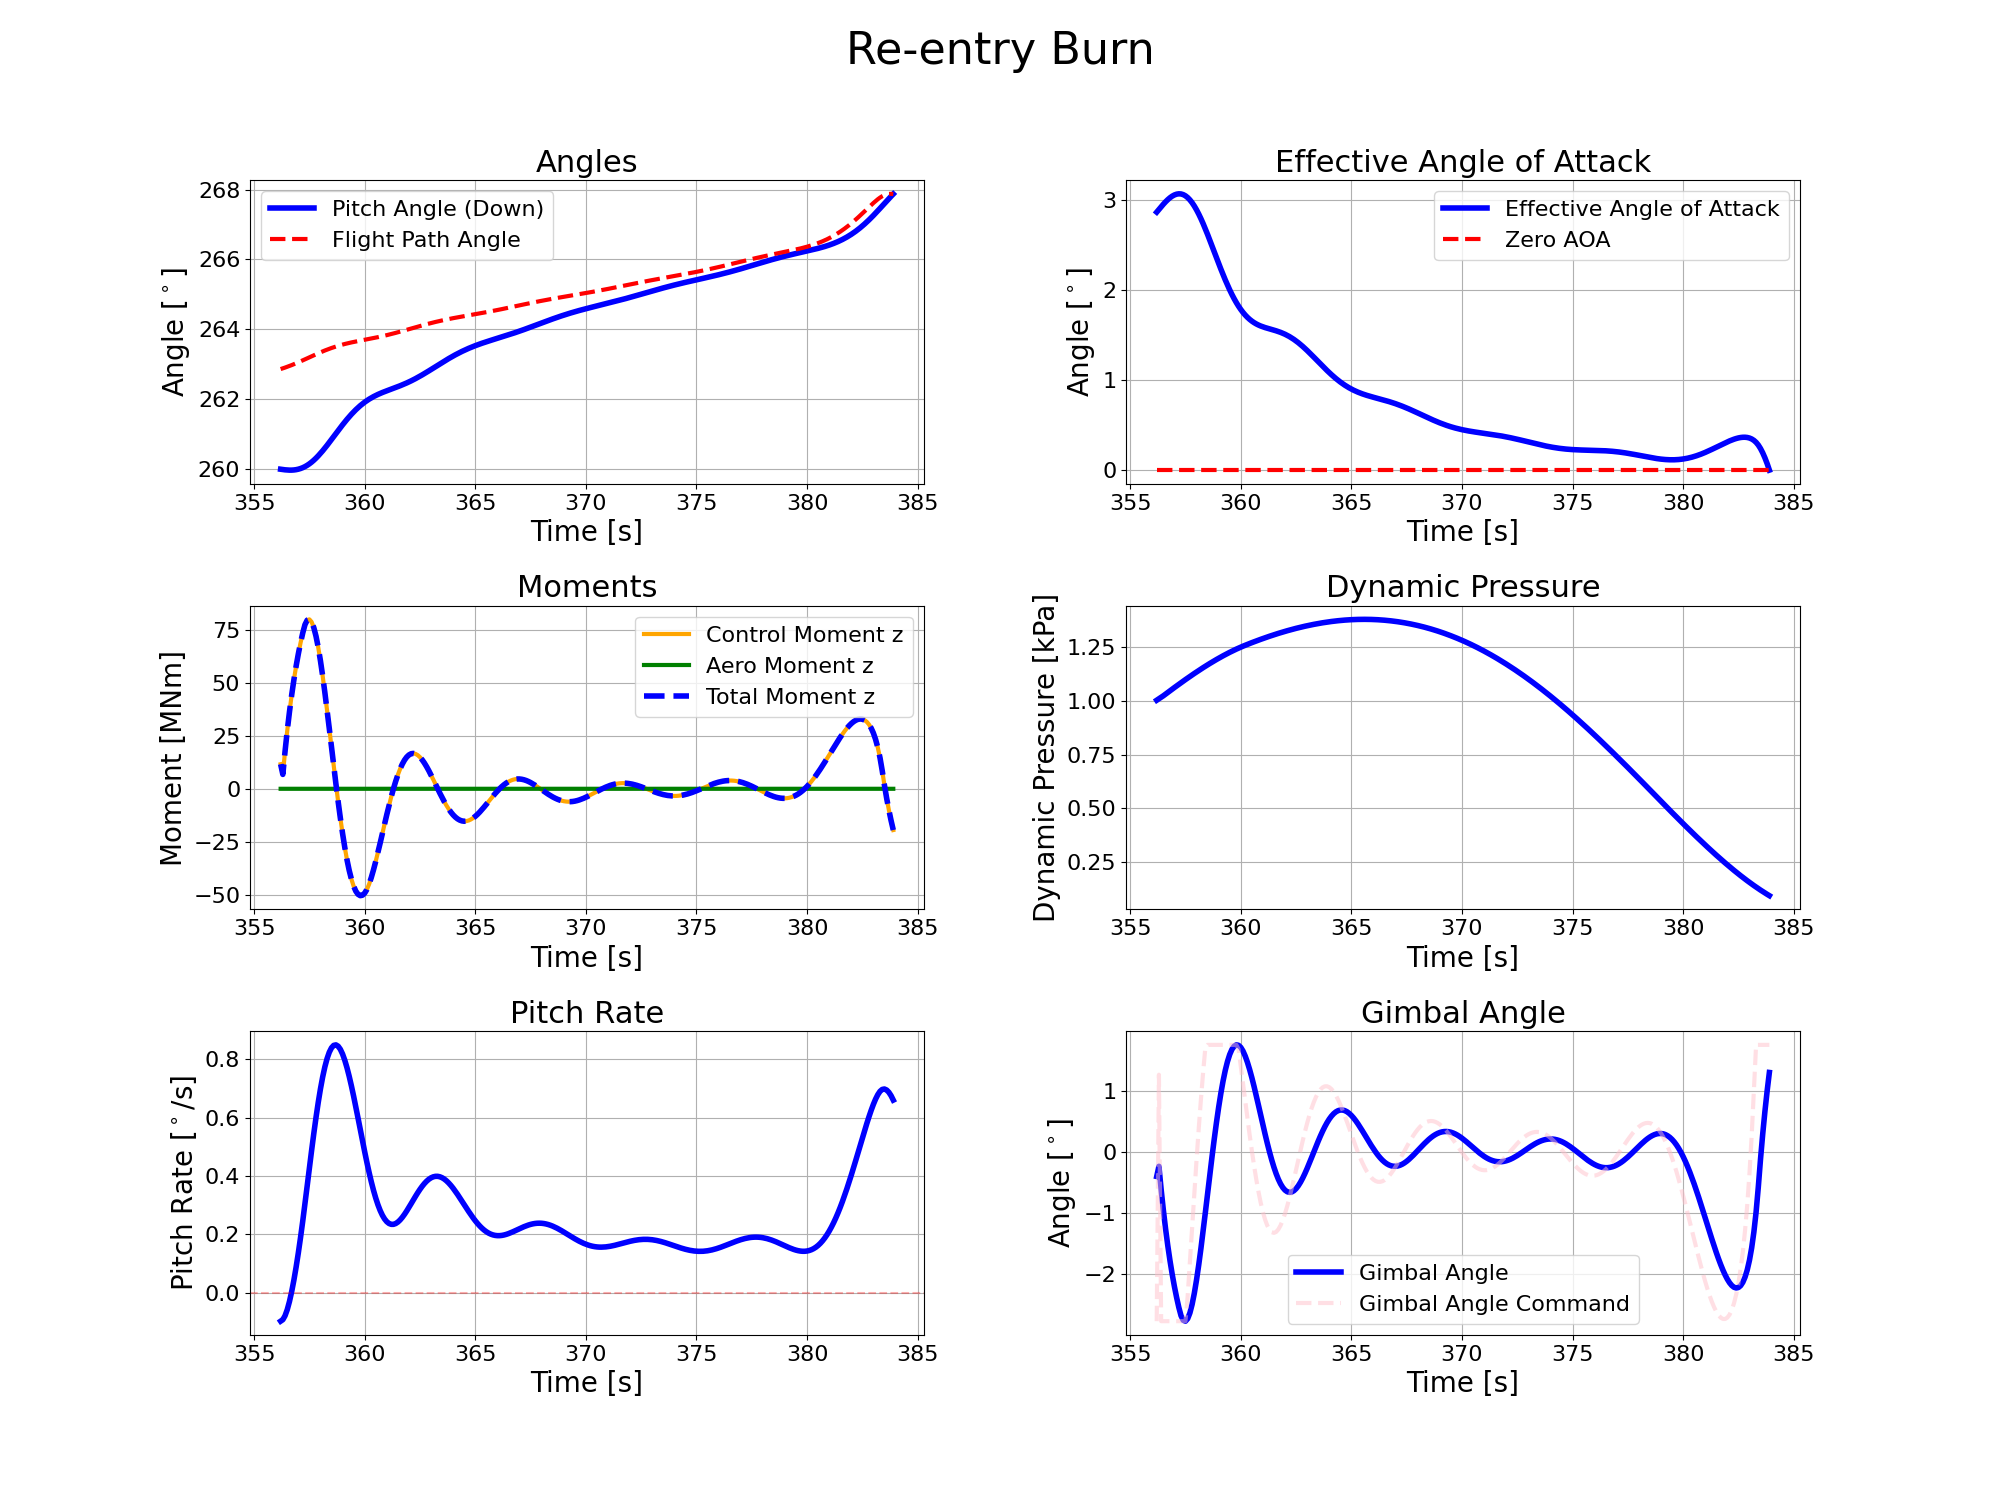 Re-entry Burn
Angles
268
266
264
262
260
Angle [°]
Pitch Angle (Down)
Flight Path Angle
355 360 365 370 375 380 385
Time [s]
Effective Angle of Attack
3
2
1
0
Angle [°]
Effective Angle of Attack
Zero AOA
355 360 365 370 375 380 385
Time [s]
Moments
75
50
25
0
−25
−50
Moment [MNm]
Control Moment z
Aero Moment z
Total Moment z
355 360 365 370 375 380 385
Time [s]
Dynamic Pressure
1.25
1.00
0.75
0.50
0.25
Dynamic Pressure [kPa]
355 360 365 370 375 380 385
Time [s]
Pitch Rate
0.8
0.6
0.4
0.2
0.0
Pitch Rate [°/s]
355 360 365 370 375 380 385
Time [s]
Gimbal Angle
1
0
−1
−2
Angle [°]
Gimbal Angle
Gimbal Angle Command
355 360 365 370 375 380 385
Time [s]